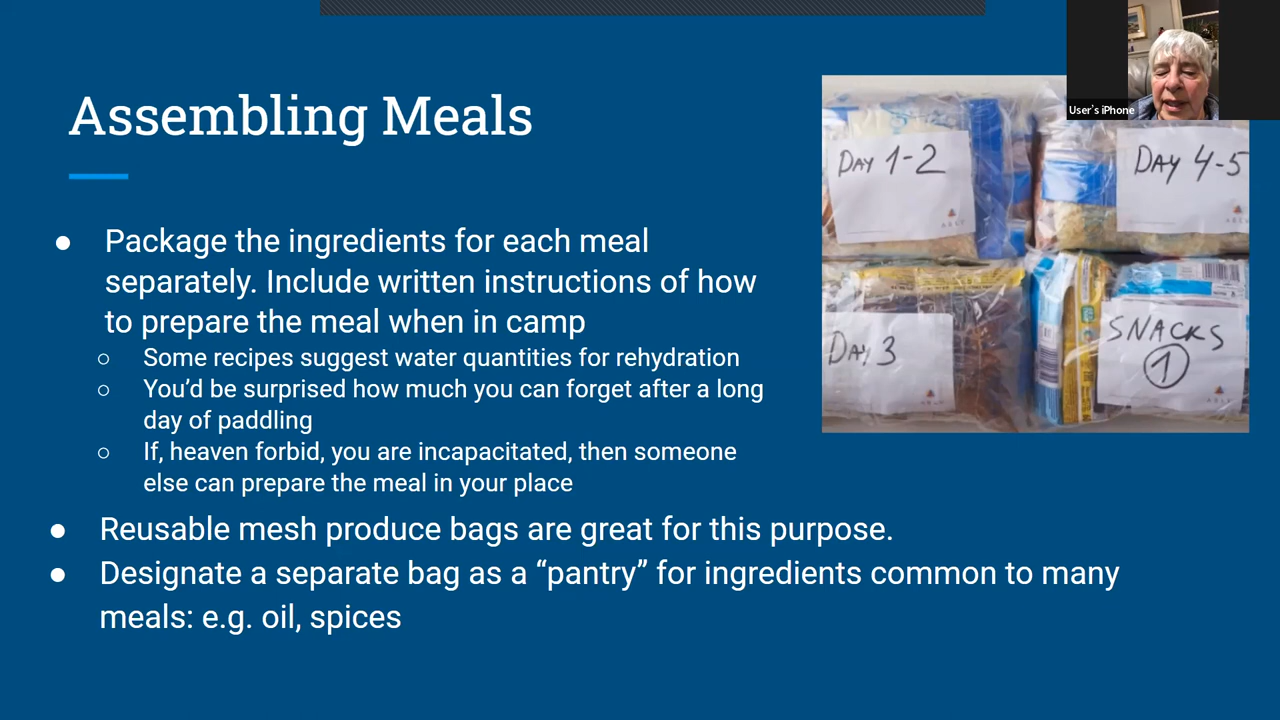 Assembling Meals
User's iPhone
DAY 1-2
DAY 4-5
DAY 3
SNACKS
1
● Package the ingredients for each meal
separately. Include written instructions of how
to prepare the meal when in camp
○ Some recipes suggest water quantities for rehydration
○ You’d be surprised how much you can forget after a long
day of paddling
○ If, heaven forbid, you are incapacitated, then someone
else can prepare the meal in your place
● Reusable mesh produce bags are great for this purpose.
● Designate a separate bag as a “pantry” for ingredients common to many
meals: e.g. oil, spices